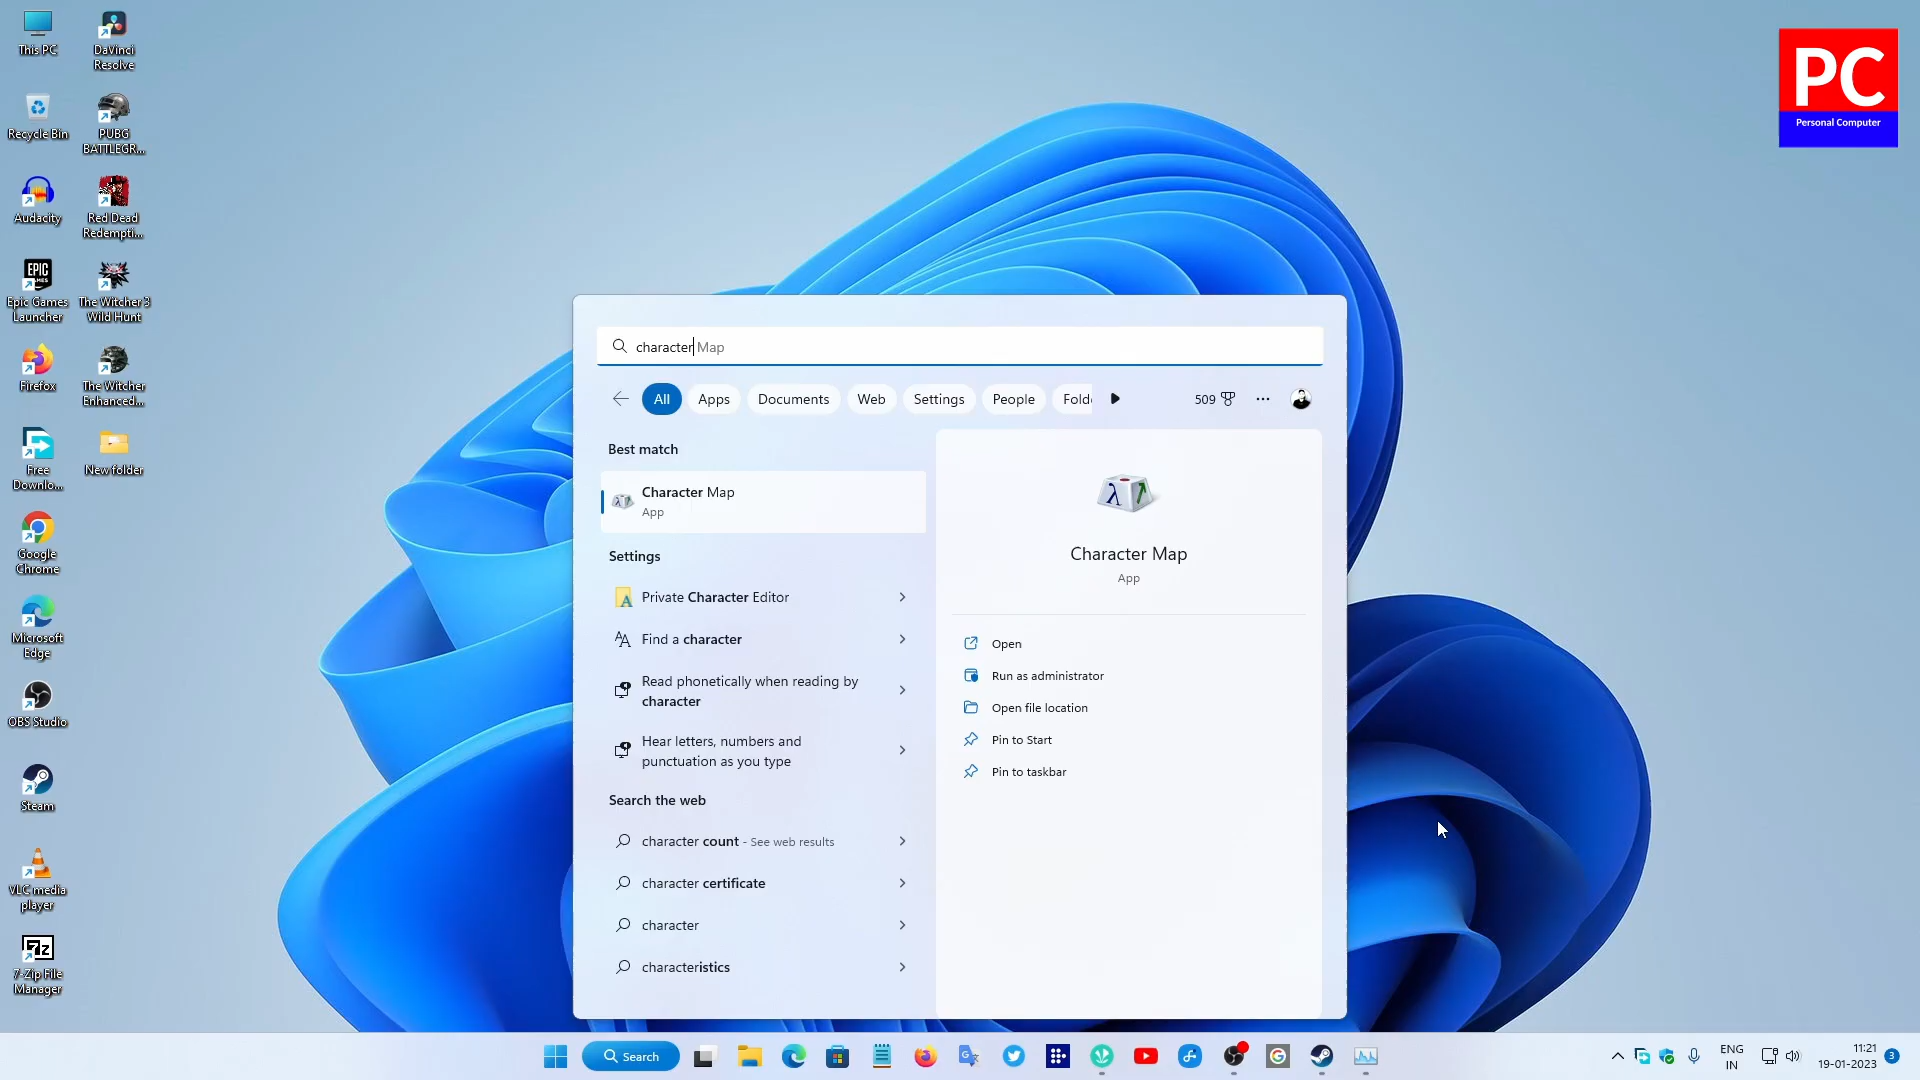 This PC
DaVinci
Resolve
Recycle Bin
PUBG
BATTLEGR...
Audacity
Red Dead
Redempti...
EPIC
GAMES
Epic Games
Launcher
The Witcher 3
Wild Hunt
Firefox
The Witcher
Enhanced...
Free
Downlo...
New folder
Google
Chrome
Microsoft
Edge
OBS Studio
Steam
VLC media
player
7z
7-Zip File
Manager
PC
Personal Computer
character Map
All
Apps
Documents
Web
Settings
People
Fold
509
Best match
Character Map
App
Settings
Private Character Editor
Find a character
Read phonetically when reading by
character
Hear letters, numbers and
punctuation as you type
Search the web
character count - See web results
character certificate
character
characteristics
Character Map
App
Open
Run as administrator
Open file location
Pin to Start
Pin to taskbar
Search
ENG
IN
11:21
19-01-2023
3